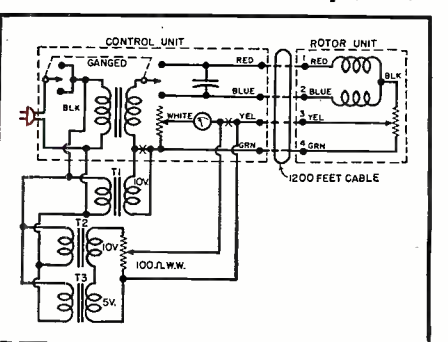 CONTROL UNIT
ROTOR UNIT
GANGED
RED
1
RED
BLK
BLK
BLUE
2
BLUE
WHITE
YEL
3
YEL
GRN
4
GRN
T1
10V.
1200 FEET CABLE
T2
10V
100Ω W.W.
T3
5V.